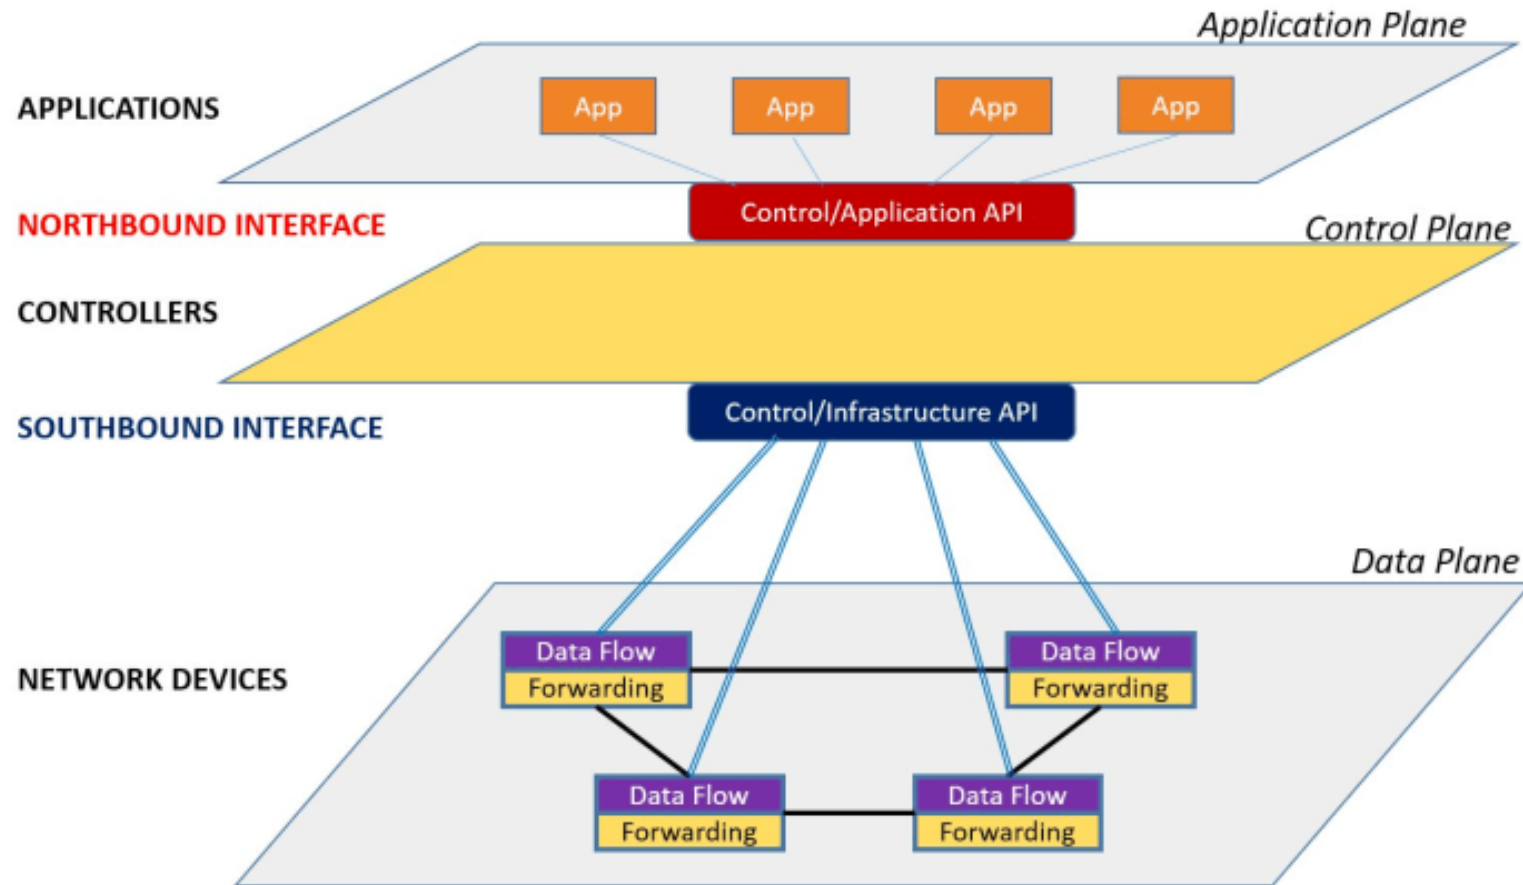 Application Plane
APPLICATIONS
App
App
App
App
NORTHBOUND INTERFACE
Control/Application API
Control Plane
CONTROLLERS
SOUTHBOUND INTERFACE
Control/Infrastructure API
Data Plane
NETWORK DEVICES
Data Flow
Forwarding
Data Flow
Forwarding
Data Flow
Forwarding
Data Flow
Forwarding